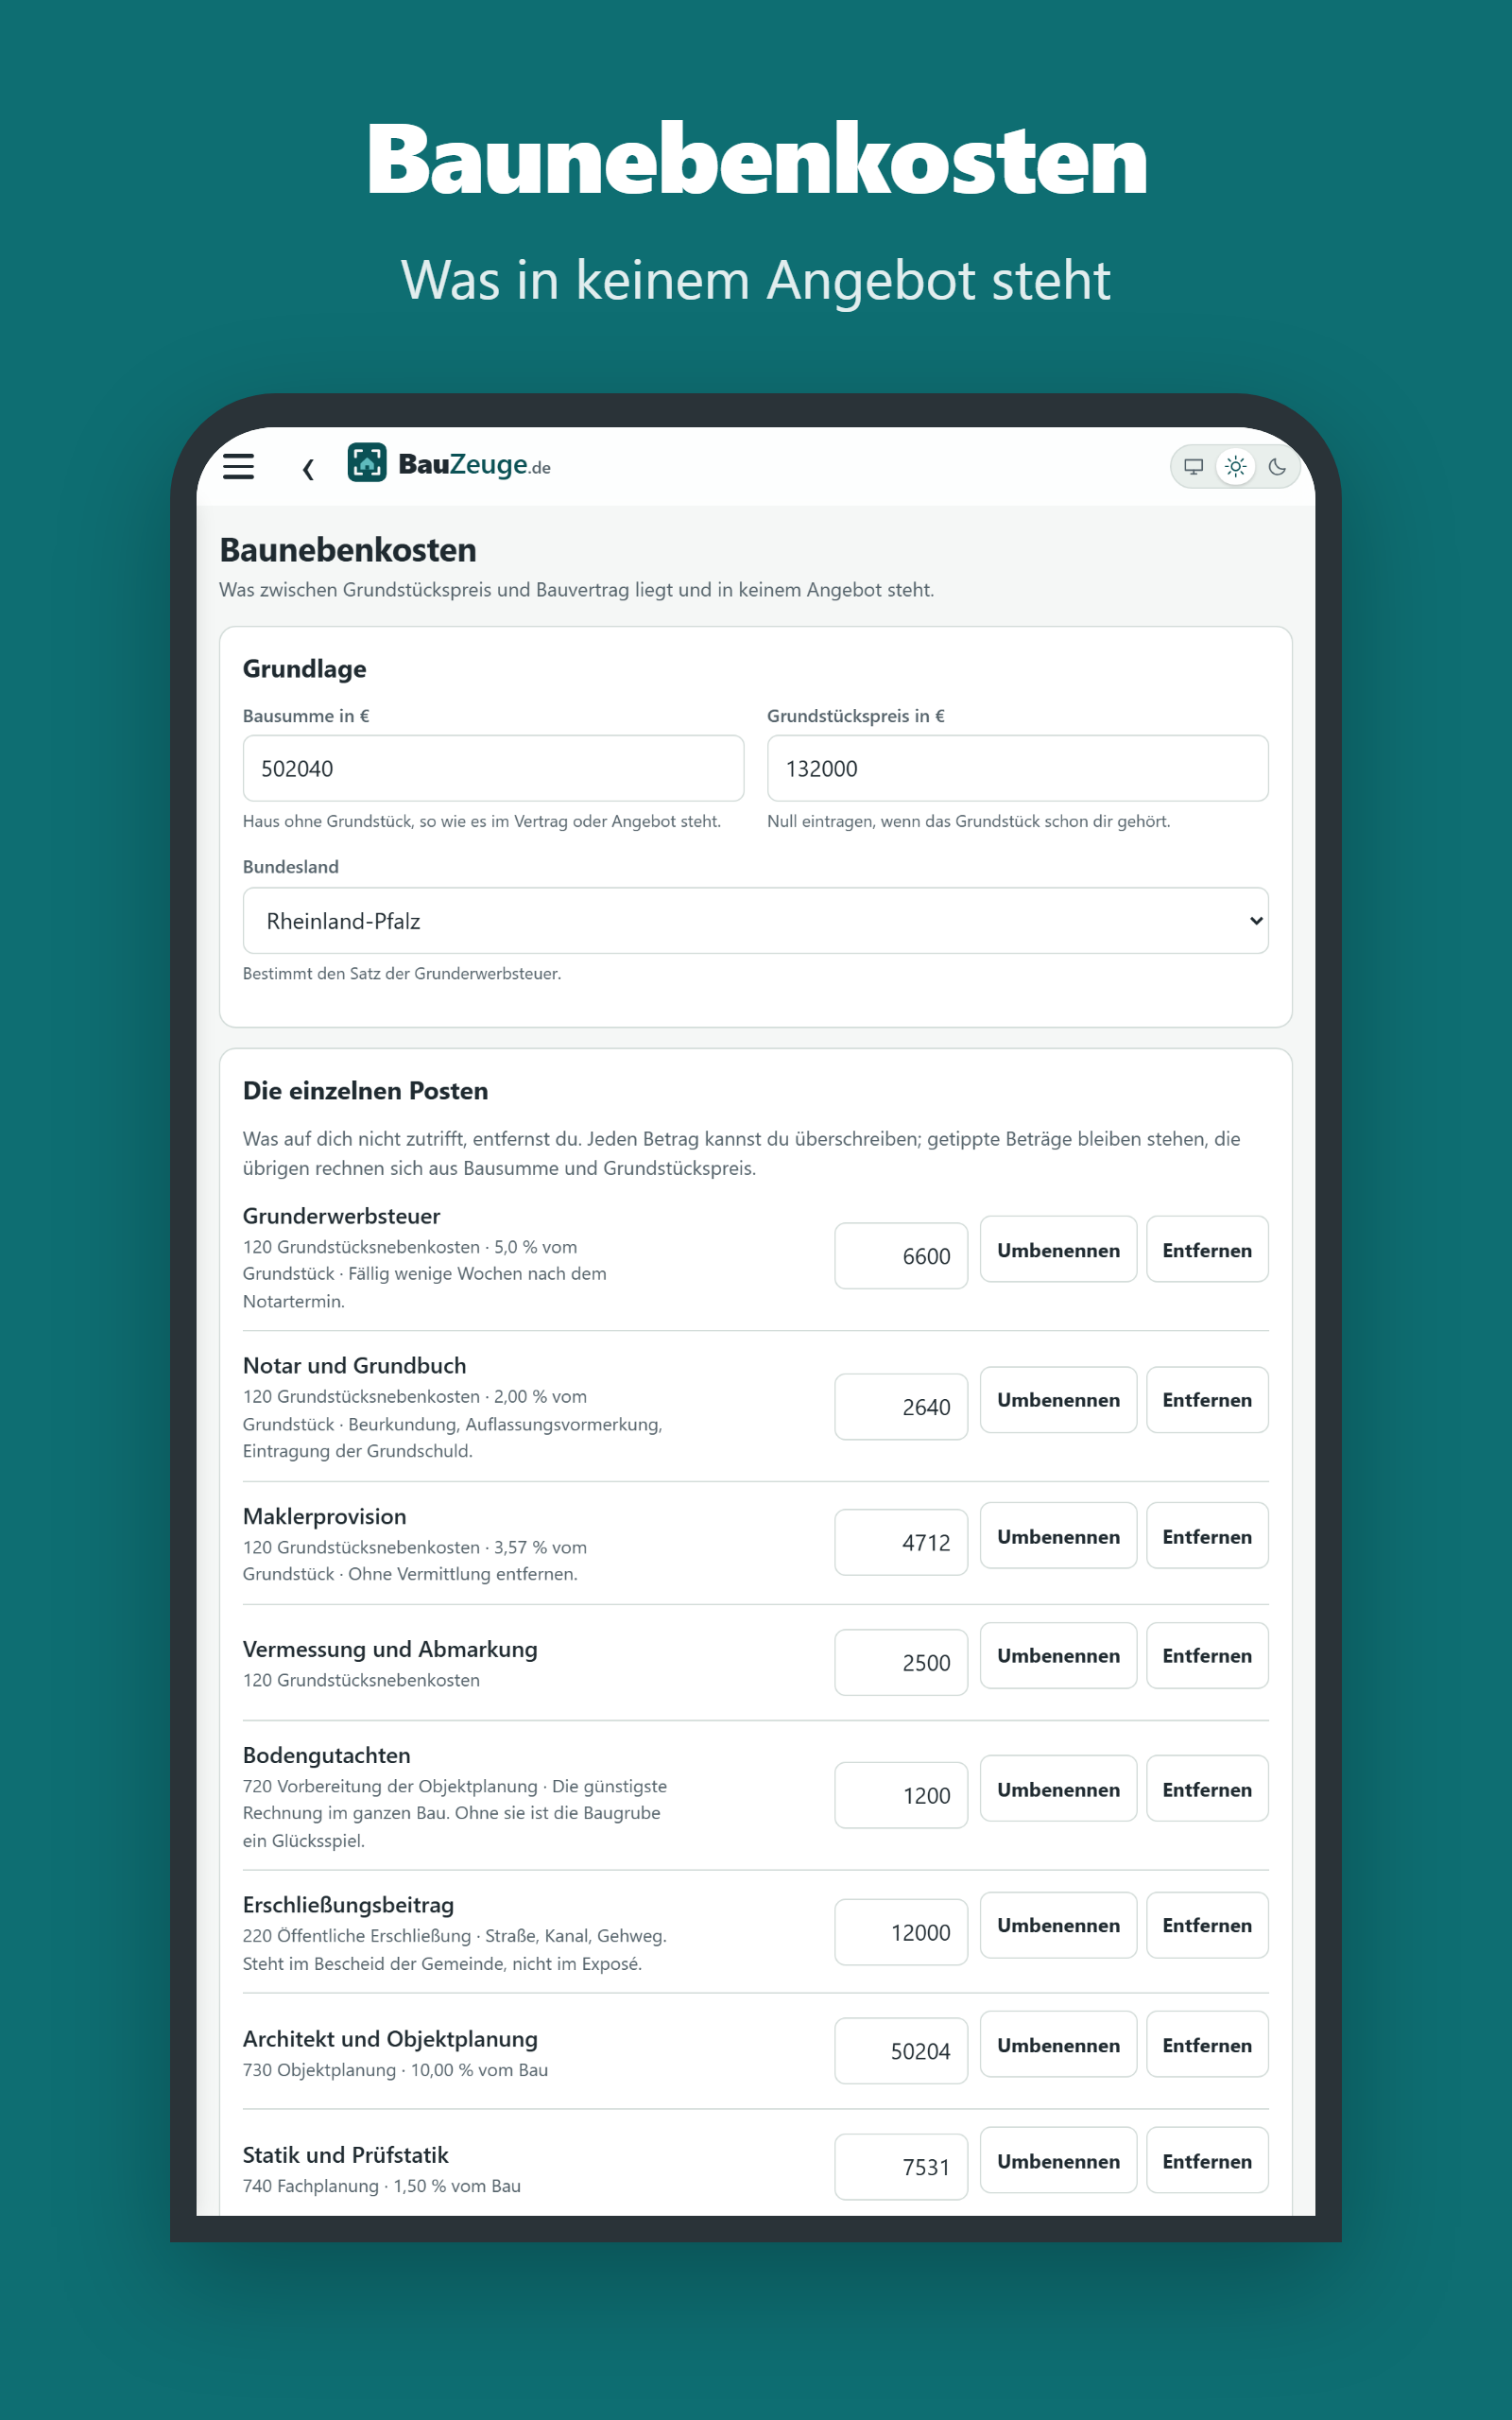 Baunebenkosten
Was in keinem Angebot steht
BauZeuge.de
Baunebenkosten
Was zwischen Grundstückspreis und Bauvertrag liegt und in keinem Angebot steht.
Grundlage
Bausumme in €
Grundstückspreis in €
502040
132000
Haus ohne Grundstück, so wie es im Vertrag oder Angebot steht.
Null eintragen, wenn das Grundstück schon dir gehört.
Bundesland
Rheinland-Pfalz
Bestimmt den Satz der Grunderwerbsteuer.
Die einzelnen Posten
Was auf dich nicht zutrifft, entfernst du. Jeden Betrag kannst du überschreiben; getippte Beträge bleiben stehen, die
übrigen rechnen sich aus Bausumme und Grundstückspreis.
Grunderwerbsteuer
120 Grundstücksnebenkosten · 5,0 % vom
Grundstück · Fällig wenige Wochen nach dem
Notartermin.
6600
Umbenennen
Entfernen
Notar und Grundbuch
120 Grundstücksnebenkosten · 2,00 % vom
Grundstück · Beurkundung, Auflassungsvormerkung,
Eintragung der Grundschuld.
2640
Umbenennen
Entfernen
Maklerprovision
120 Grundstücksnebenkosten · 3,57 % vom
Grundstück · Ohne Vermittlung entfernen.
4712
Umbenennen
Entfernen
Vermessung und Abmarkung
120 Grundstücksnebenkosten
2500
Umbenennen
Entfernen
Bodengutachten
720 Vorbereitung der Objektplanung · Die günstigste
Rechnung im ganzen Bau. Ohne sie ist die Baugrube
ein Glücksspiel.
1200
Umbenennen
Entfernen
Erschließungsbeitrag
220 Öffentliche Erschließung · Straße, Kanal, Gehweg.
Steht im Bescheid der Gemeinde, nicht im Exposé.
12000
Umbenennen
Entfernen
Architekt und Objektplanung
730 Objektplanung · 10,00 % vom Bau
50204
Umbenennen
Entfernen
Statik und Prüfstatik
740 Fachplanung · 1,50 % vom Bau
7531
Umbenennen
Entfernen